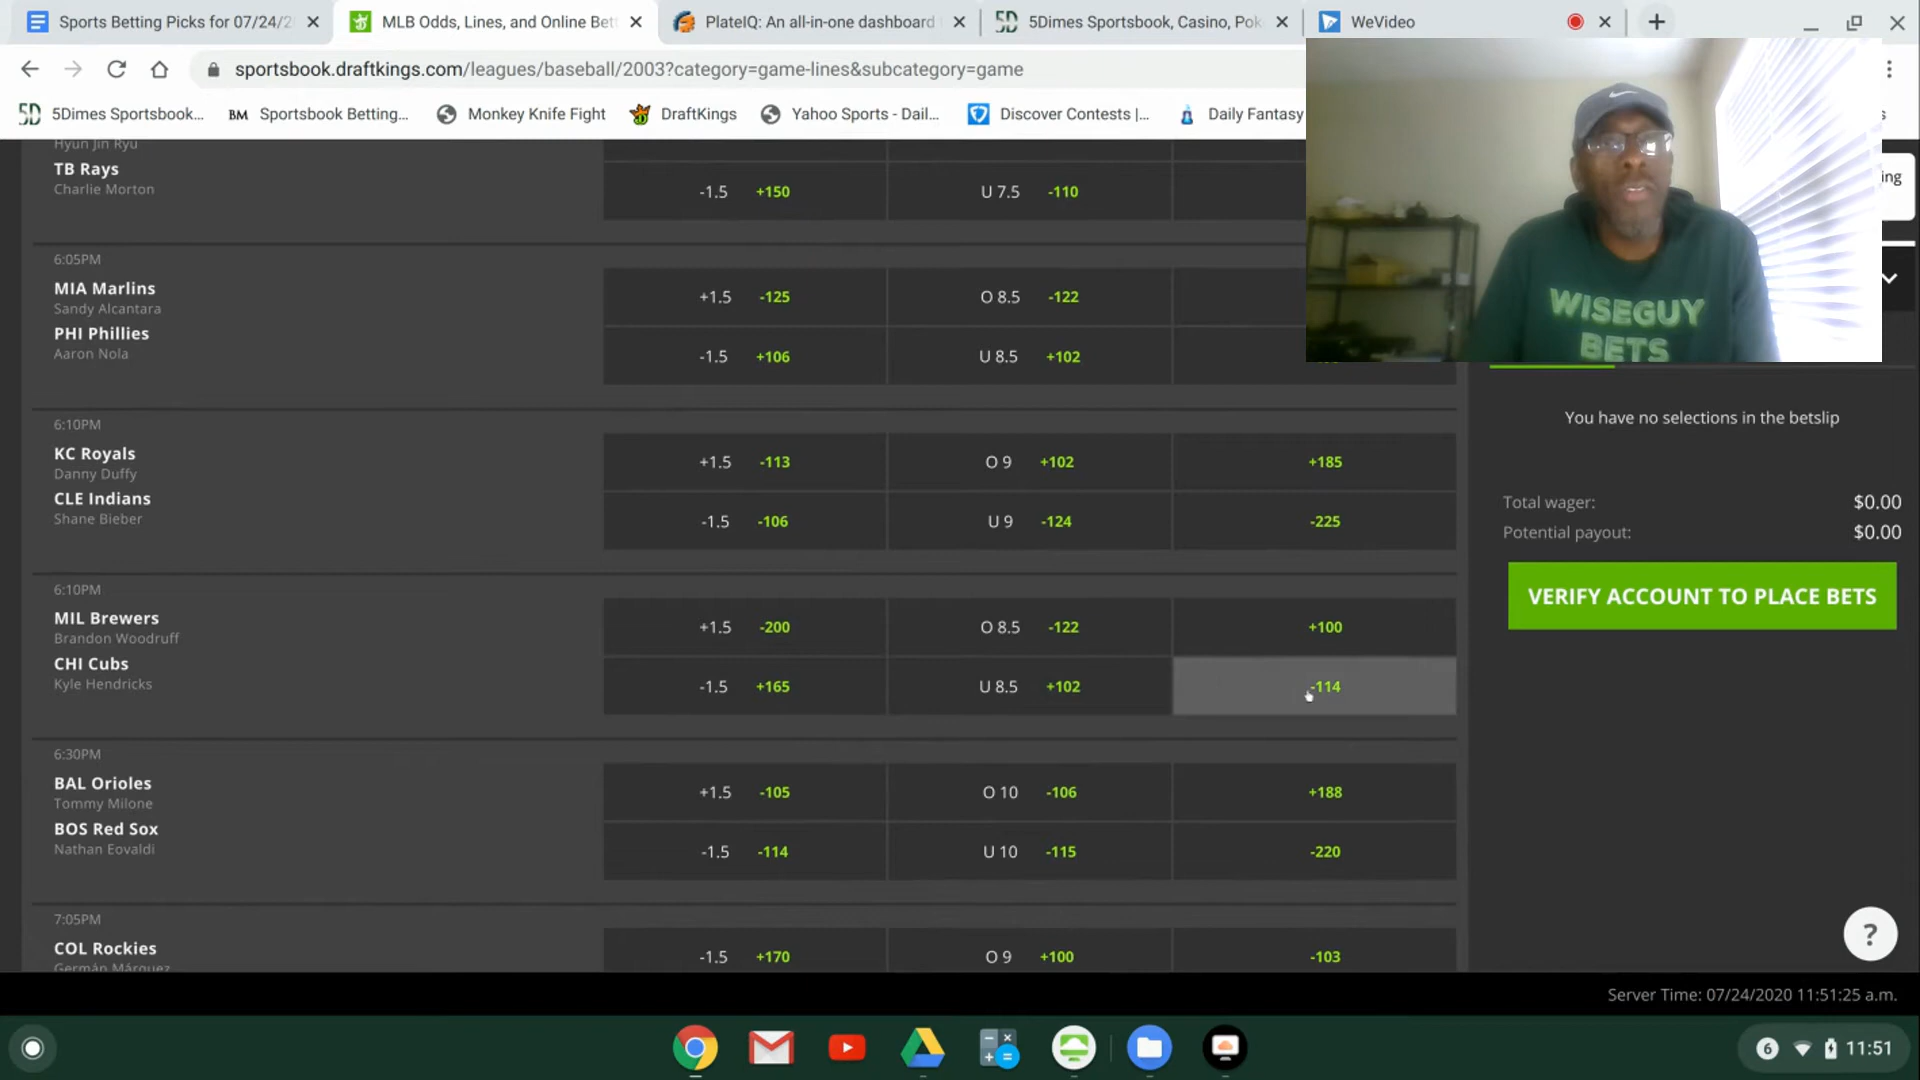 Sports Betting Picks for 07/24/2
MLB Odds, Lines, and Online Bett
PlateIQ: An all-in-one dashboard
5D 5Dimes Sportsbook, Casino, Pok
WeVideo
sportsbook.draftkings.com/leagues/baseball/2003?category=game-lines&subcategory=game
5D 5Dimes Sportsbook...
BM Sportsbook Betting...
Monkey Knife Fight
DraftKings
Yahoo Sports - Dail...
Discover Contests |...
Daily Fantasy
Hyun Jin Ryu
TB Rays
Charlie Morton
-1.5 +150 U 7.5 -110
ing
WISEGUY
BETS
6:05PM
MIA Marlins
Sandy Alcantara
+1.5 -125 O 8.5 -122
PHI Phillies
Aaron Nola
-1.5 +106 U 8.5 +102
6:10PM
KC Royals
Danny Duffy
+1.5 -113 O 9 +102 +185
CLE Indians
Shane Bieber
-1.5 -106 U 9 -124 -225
6:10PM
MIL Brewers
Brandon Woodruff
+1.5 -200 O 8.5 -122 +100
CHI Cubs
Kyle Hendricks
-1.5 +165 U 8.5 +102 -114
6:30PM
BAL Orioles
Tommy Milone
+1.5 -105 O 10 -106 +188
BOS Red Sox
Nathan Eovaldi
-1.5 -114 U 10 -115 -220
7:05PM
COL Rockies
Germán Márquez
-1.5 +170 O 9 +100 -103
You have no selections in the betslip
Total wager: $0.00
Potential payout: $0.00
VERIFY ACCOUNT TO PLACE BETS
?
Server Time: 07/24/2020 11:51:25 a.m.
6 11:51